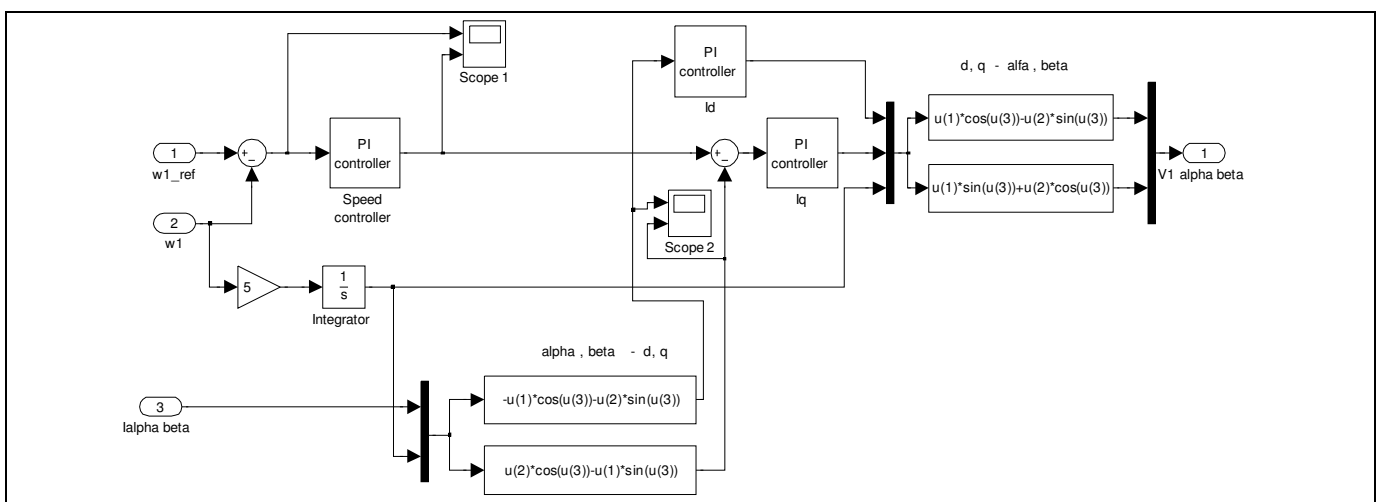 Scope 1
PI
controller
Id
d, q - alfa , beta
u(1)*cos(u(3))-u(2)*sin(u(3))
u(1)*sin(u(3))+u(2)*cos(u(3))
1
V1 alpha beta
1
w1_ref
+
_
PI
controller
Speed
controller
+
_
PI
controller
Iq
2
w1
Scope 2
5
1
s
Integrator
alpha , beta - d, q
-u(1)*cos(u(3))-u(2)*sin(u(3))
u(2)*cos(u(3))-u(1)*sin(u(3))
3
Ialpha beta